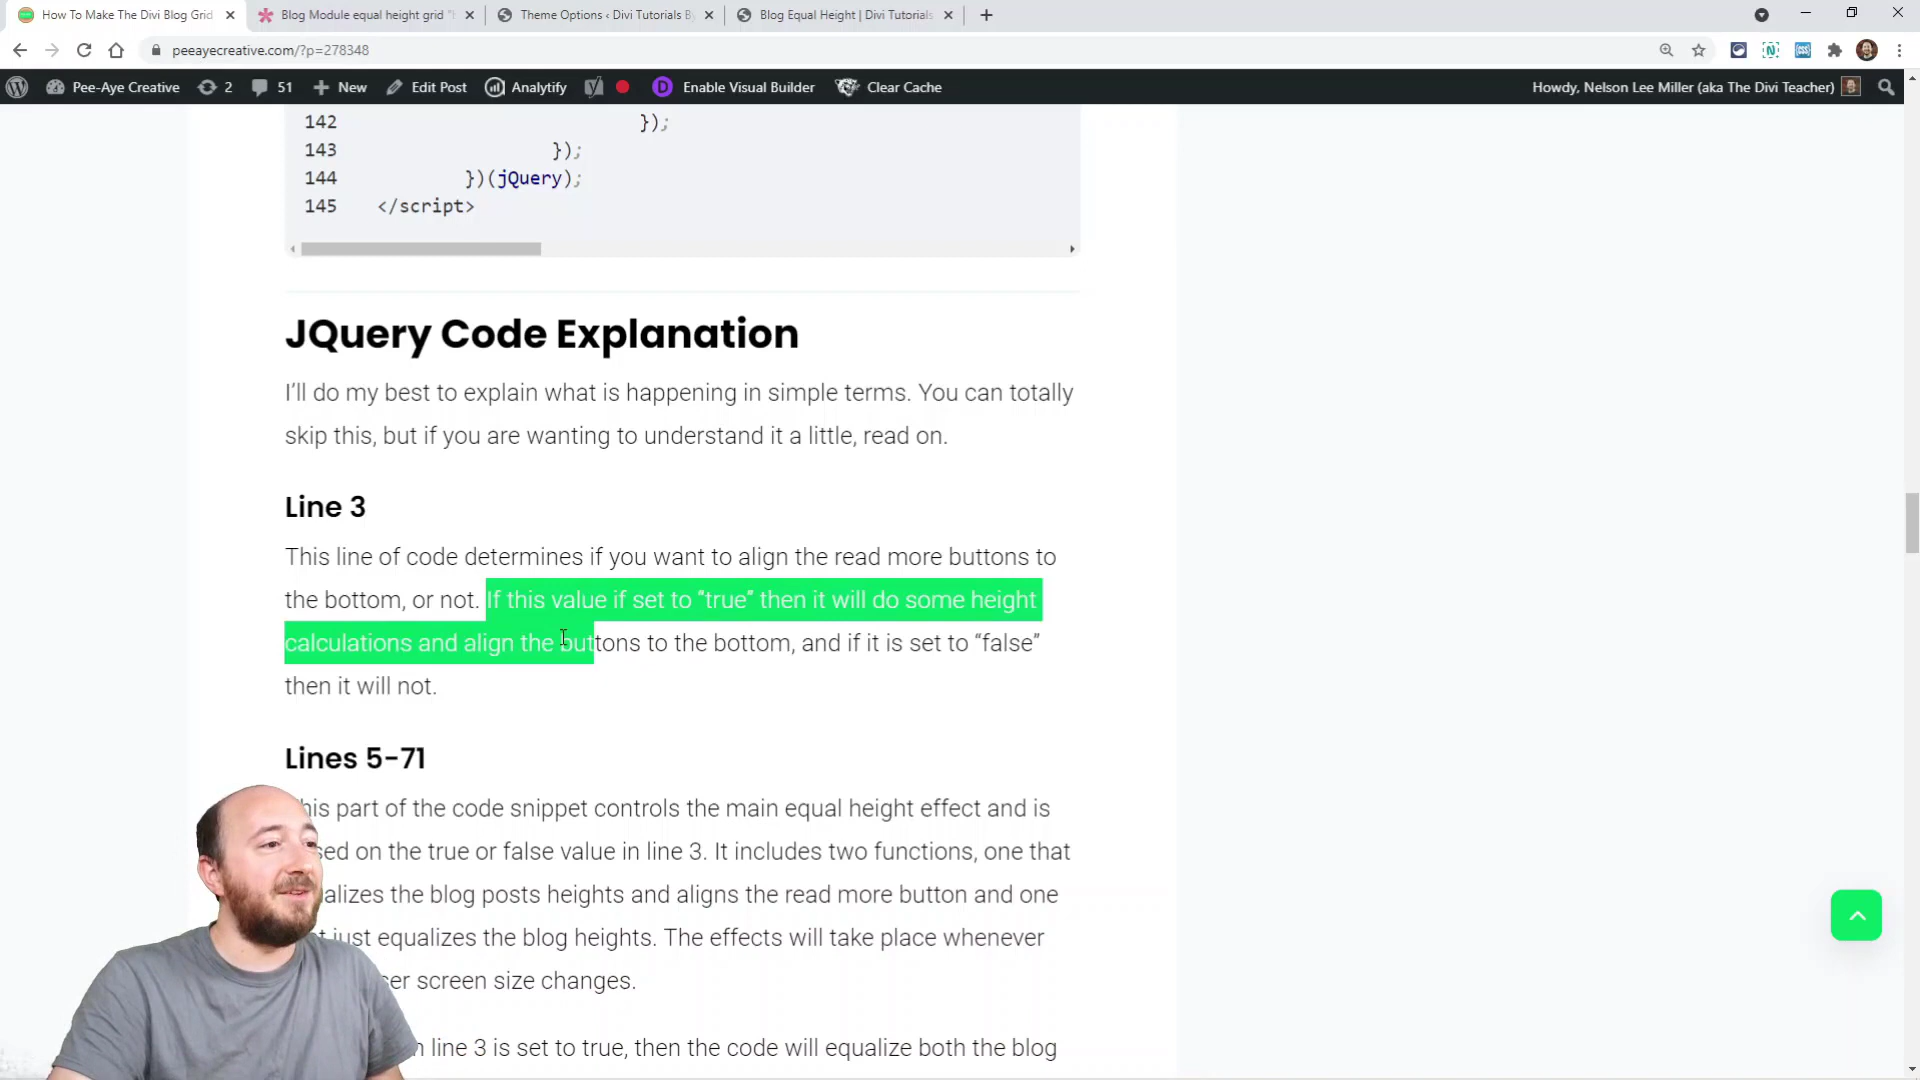 How To Make The Divi Blog Grid
Blog Module equal height grid
Theme Options ‹ Divi Tutorials
Blog Equal Height | Divi Tutorials
peeayecreative.com/?p=278348
Pee-Aye Creative
2
51
New
Edit Post
Analytify
Enable Visual Builder
Clear Cache
Howdy, Nelson Lee Miller (aka The Divi Teacher)
142 });
143 });
144 })(jQuery);
145 </script>
JQuery Code Explanation
I'll do my best to explain what is happening in simple terms. You can totally
skip this, but if you are wanting to understand it a little, read on.
Line 3
This line of code determines if you want to align the read more buttons to
the bottom, or not. If this value if set to “true” then it will do some height
calculations and align the buttons to the bottom, and if it is set to “false”
then it will not.
Lines 5-71
his part of the code snippet controls the main equal height effect and is
sed on the true or false value in line 3. It includes two functions, one that
alizes the blog posts heights and aligns the read more button and one
t just equalizes the blog heights. The effects will take place whenever
ser screen size changes.
line 3 is set to true, then the code will equalize both the blog